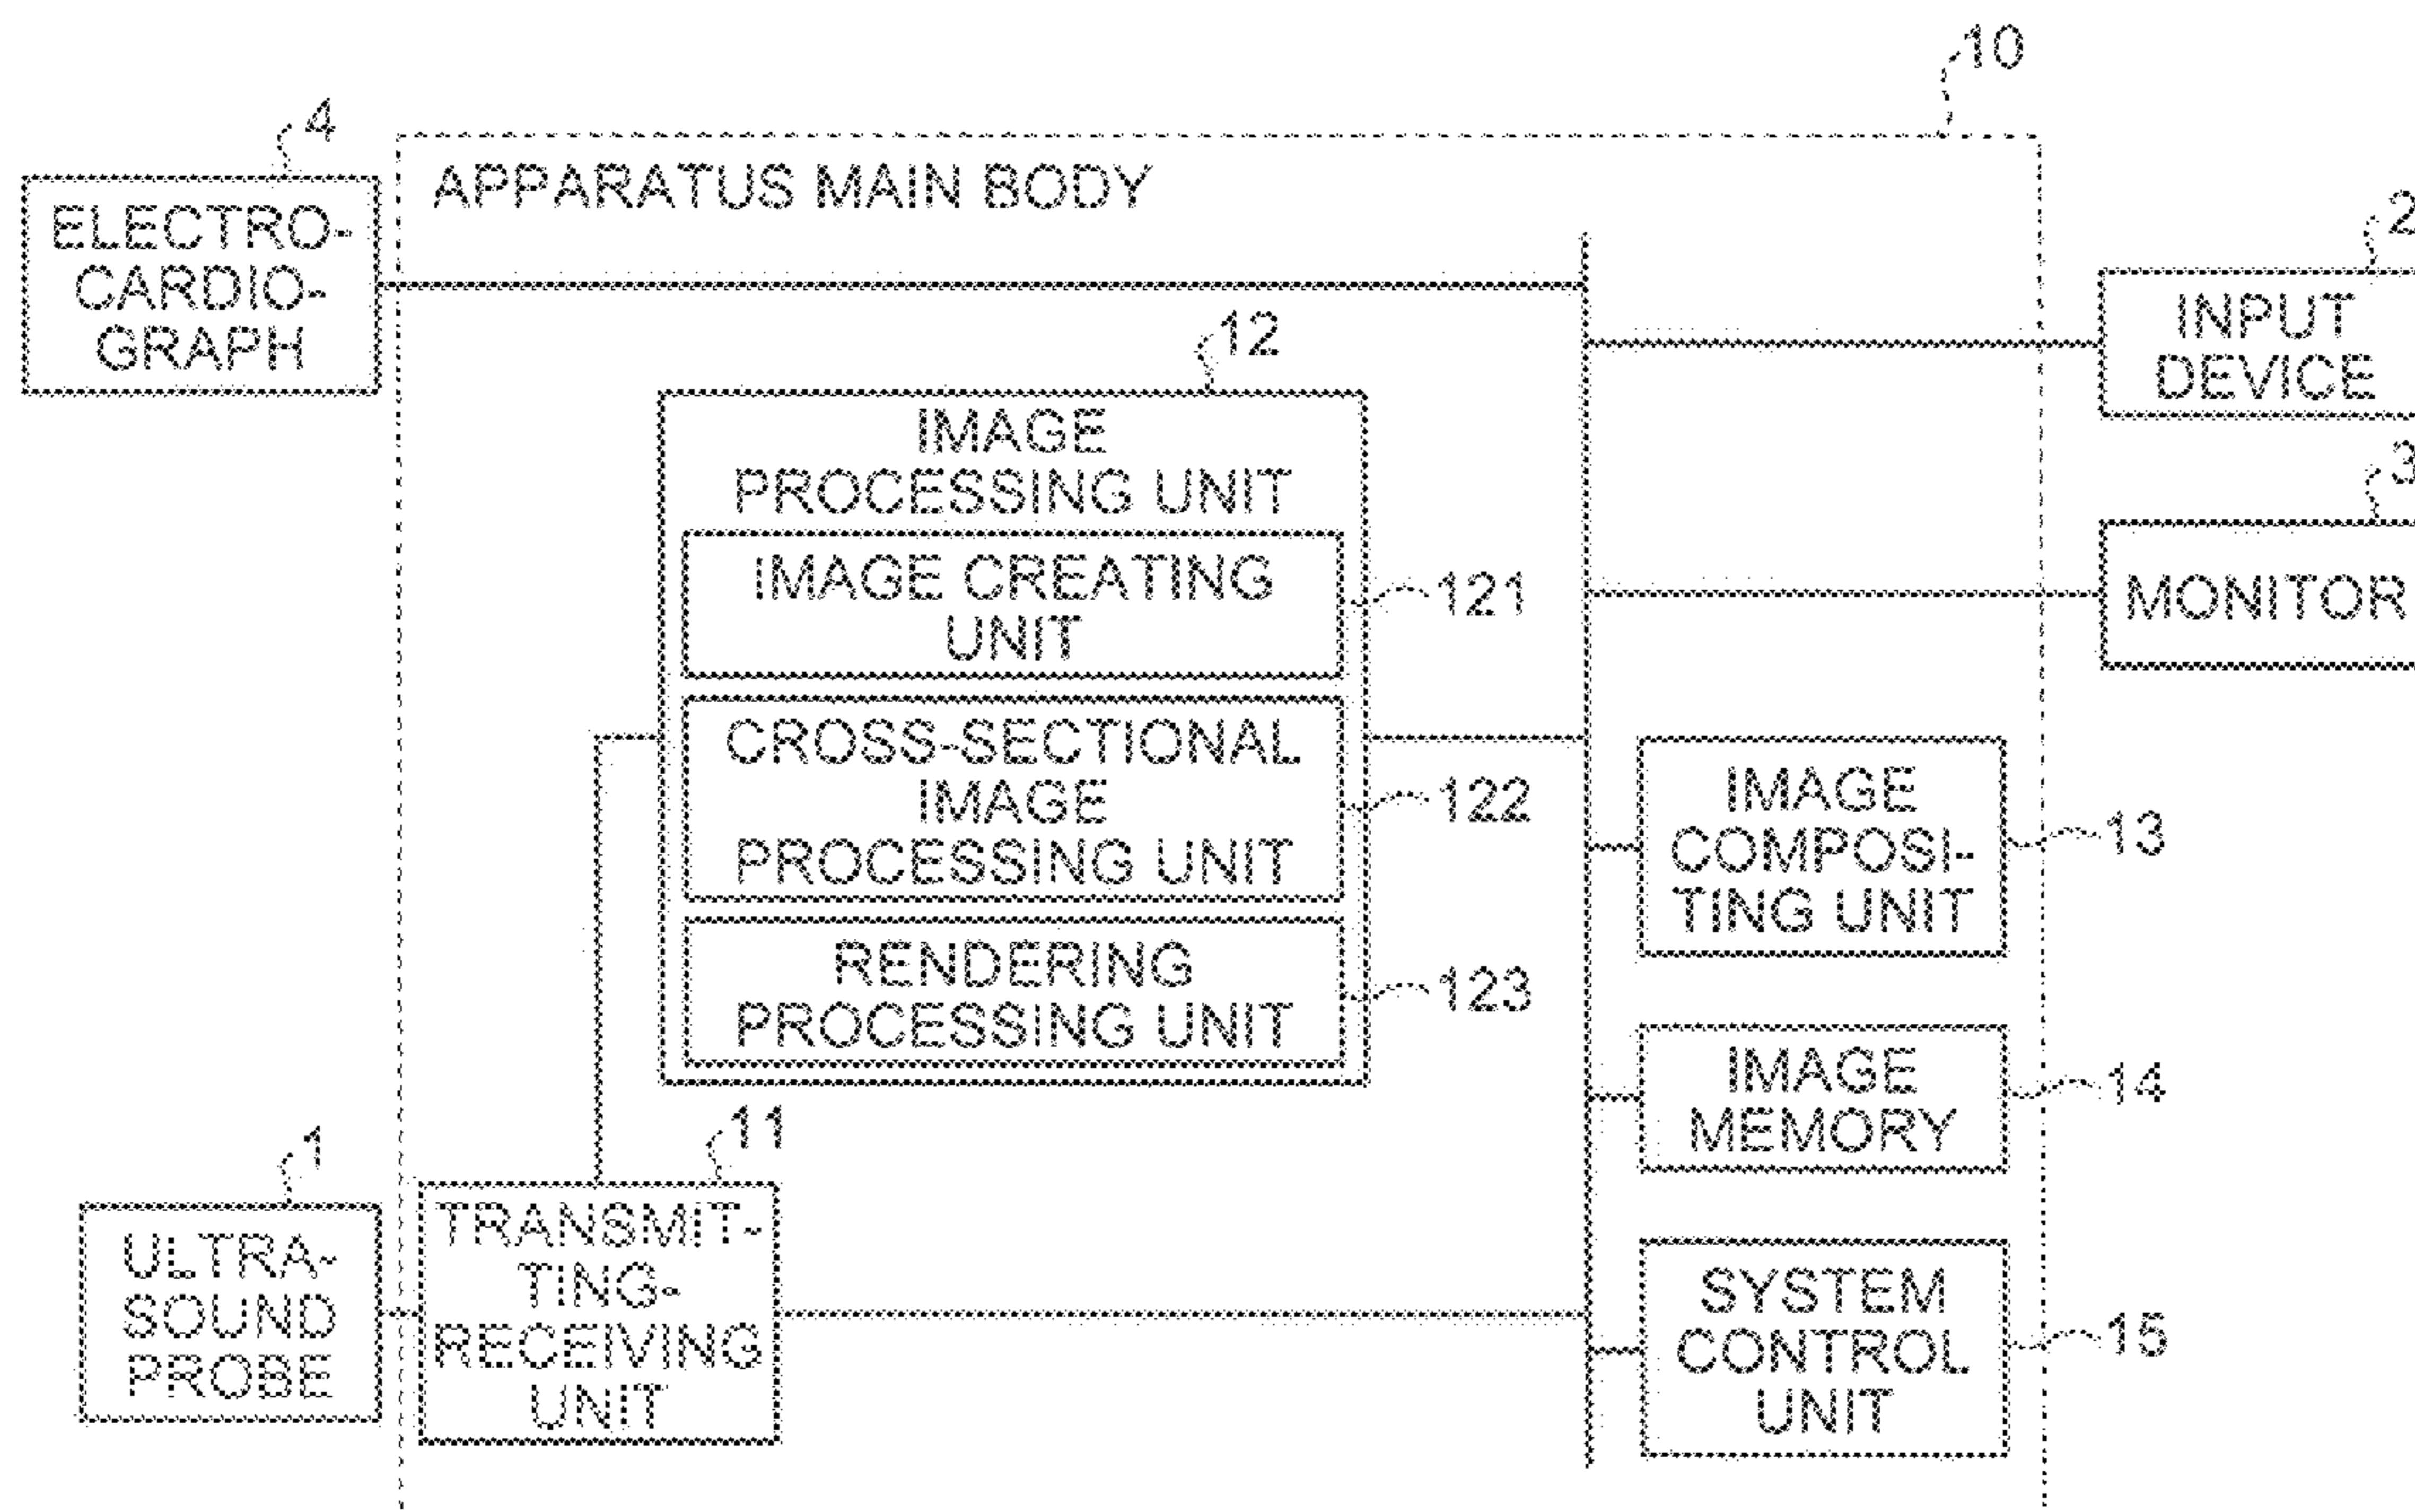 10
4
APPARATUS MAIN BODY
ELECTRO-
CARDIO-
GRAPH
2
INPUT
DEVICE
12
IMAGE
PROCESSING UNIT
3
IMAGE CREATING
UNIT
121
MONITOR
CROSS-SECTIONAL
IMAGE
PROCESSING UNIT
122
IMAGE
COMPOSI-
TING UNIT
13
RENDERING
PROCESSING UNIT
123
IMAGE
MEMORY
14
1
ULTRA-
SOUND
PROBE
11
TRANSMIT-
TING-
RECEIVING
UNIT
SYSTEM
CONTROL
UNIT
15